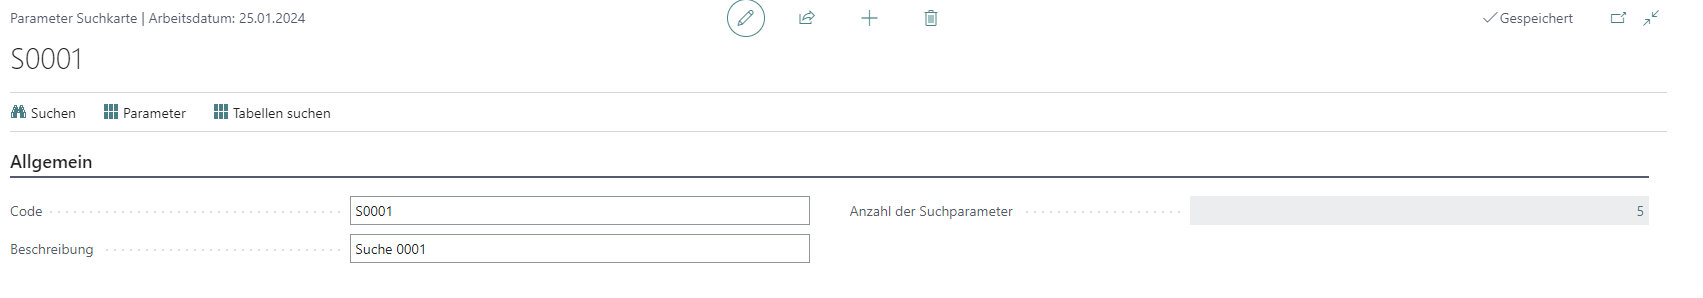 Parameter Suchkarte | Arbeitsdatum: 25.01.2024
Gespeichert
S0001
Suchen Parameter Tabellen suchen
Allgemein
Code S0001 Anzahl der Suchparameter 5
Beschreibung Suche 0001